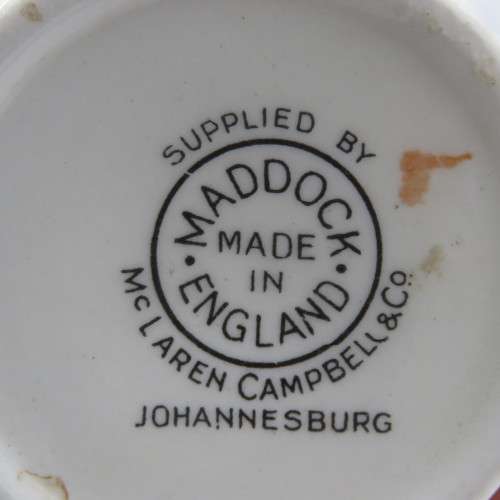 SUPPLIED BY
MADDOCK
MADE
IN
• ENGLAND •
McLAREN CAMPBELL & Co
JOHANNESBURG